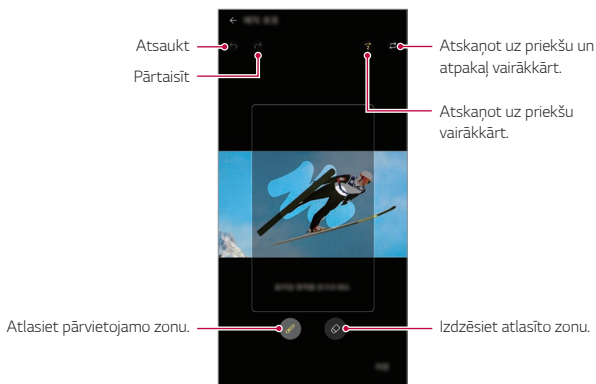 Atsaukt
Pārtaisīt
Atskaņot uz priekšu un
atpakaļ vairākkārt.
Atskaņot uz priekšu
vairākkārt.
Atlasiet pārvietojamo zonu.
Izdzēsiet atlasīto zonu.